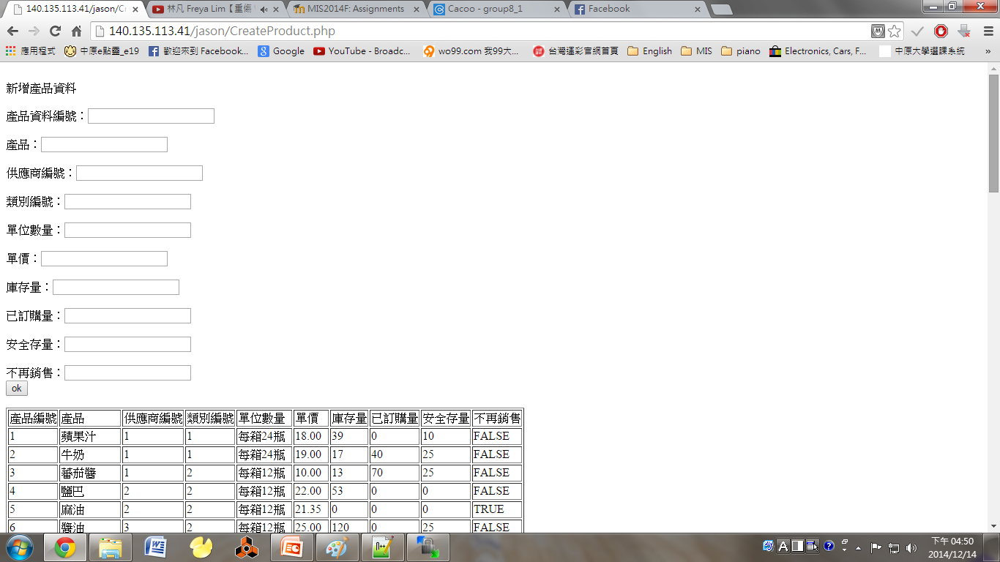 140.135.113.41/jason/Cr
林凡 Freya Lim【重傷
MIS2014F: Assignments
Cacoo - group8_1
Facebook
140.135.113.41/jason/CreateProduct.php
應用程式 中原e點靈_e19 歡迎來到 Facebook... Google YouTube - Broadc... wo99.com 我99大... 台灣運彩官網首頁 English MIS piano Electronics, Cars, F... 中原大學選課系統 »
新增產品資料
產品資料編號：
產品：
供應商編號：
類別編號：
單位數量：
單價：
庫存量：
已訂購量：
安全存量：
不再銷售：
ok
產品編號 產品 供應商編號 類別編號 單位數量 單價 庫存量 已訂購量 安全存量 不再銷售
1 蘋果汁 1 1 每箱24瓶 18.00 39 0 10 FALSE
2 牛奶 1 1 每箱24瓶 19.00 17 40 25 FALSE
3 蕃茄醬 1 2 每箱12瓶 10.00 13 70 25 FALSE
4 鹽巴 2 2 每箱12瓶 22.00 53 0 0 FALSE
5 麻油 2 2 每箱12瓶 21.35 0 0 0 TRUE
6 醬油 3 2 每箱12瓶 25.00 120 0 25 FALSE
A
下午 04:50
2014/12/14